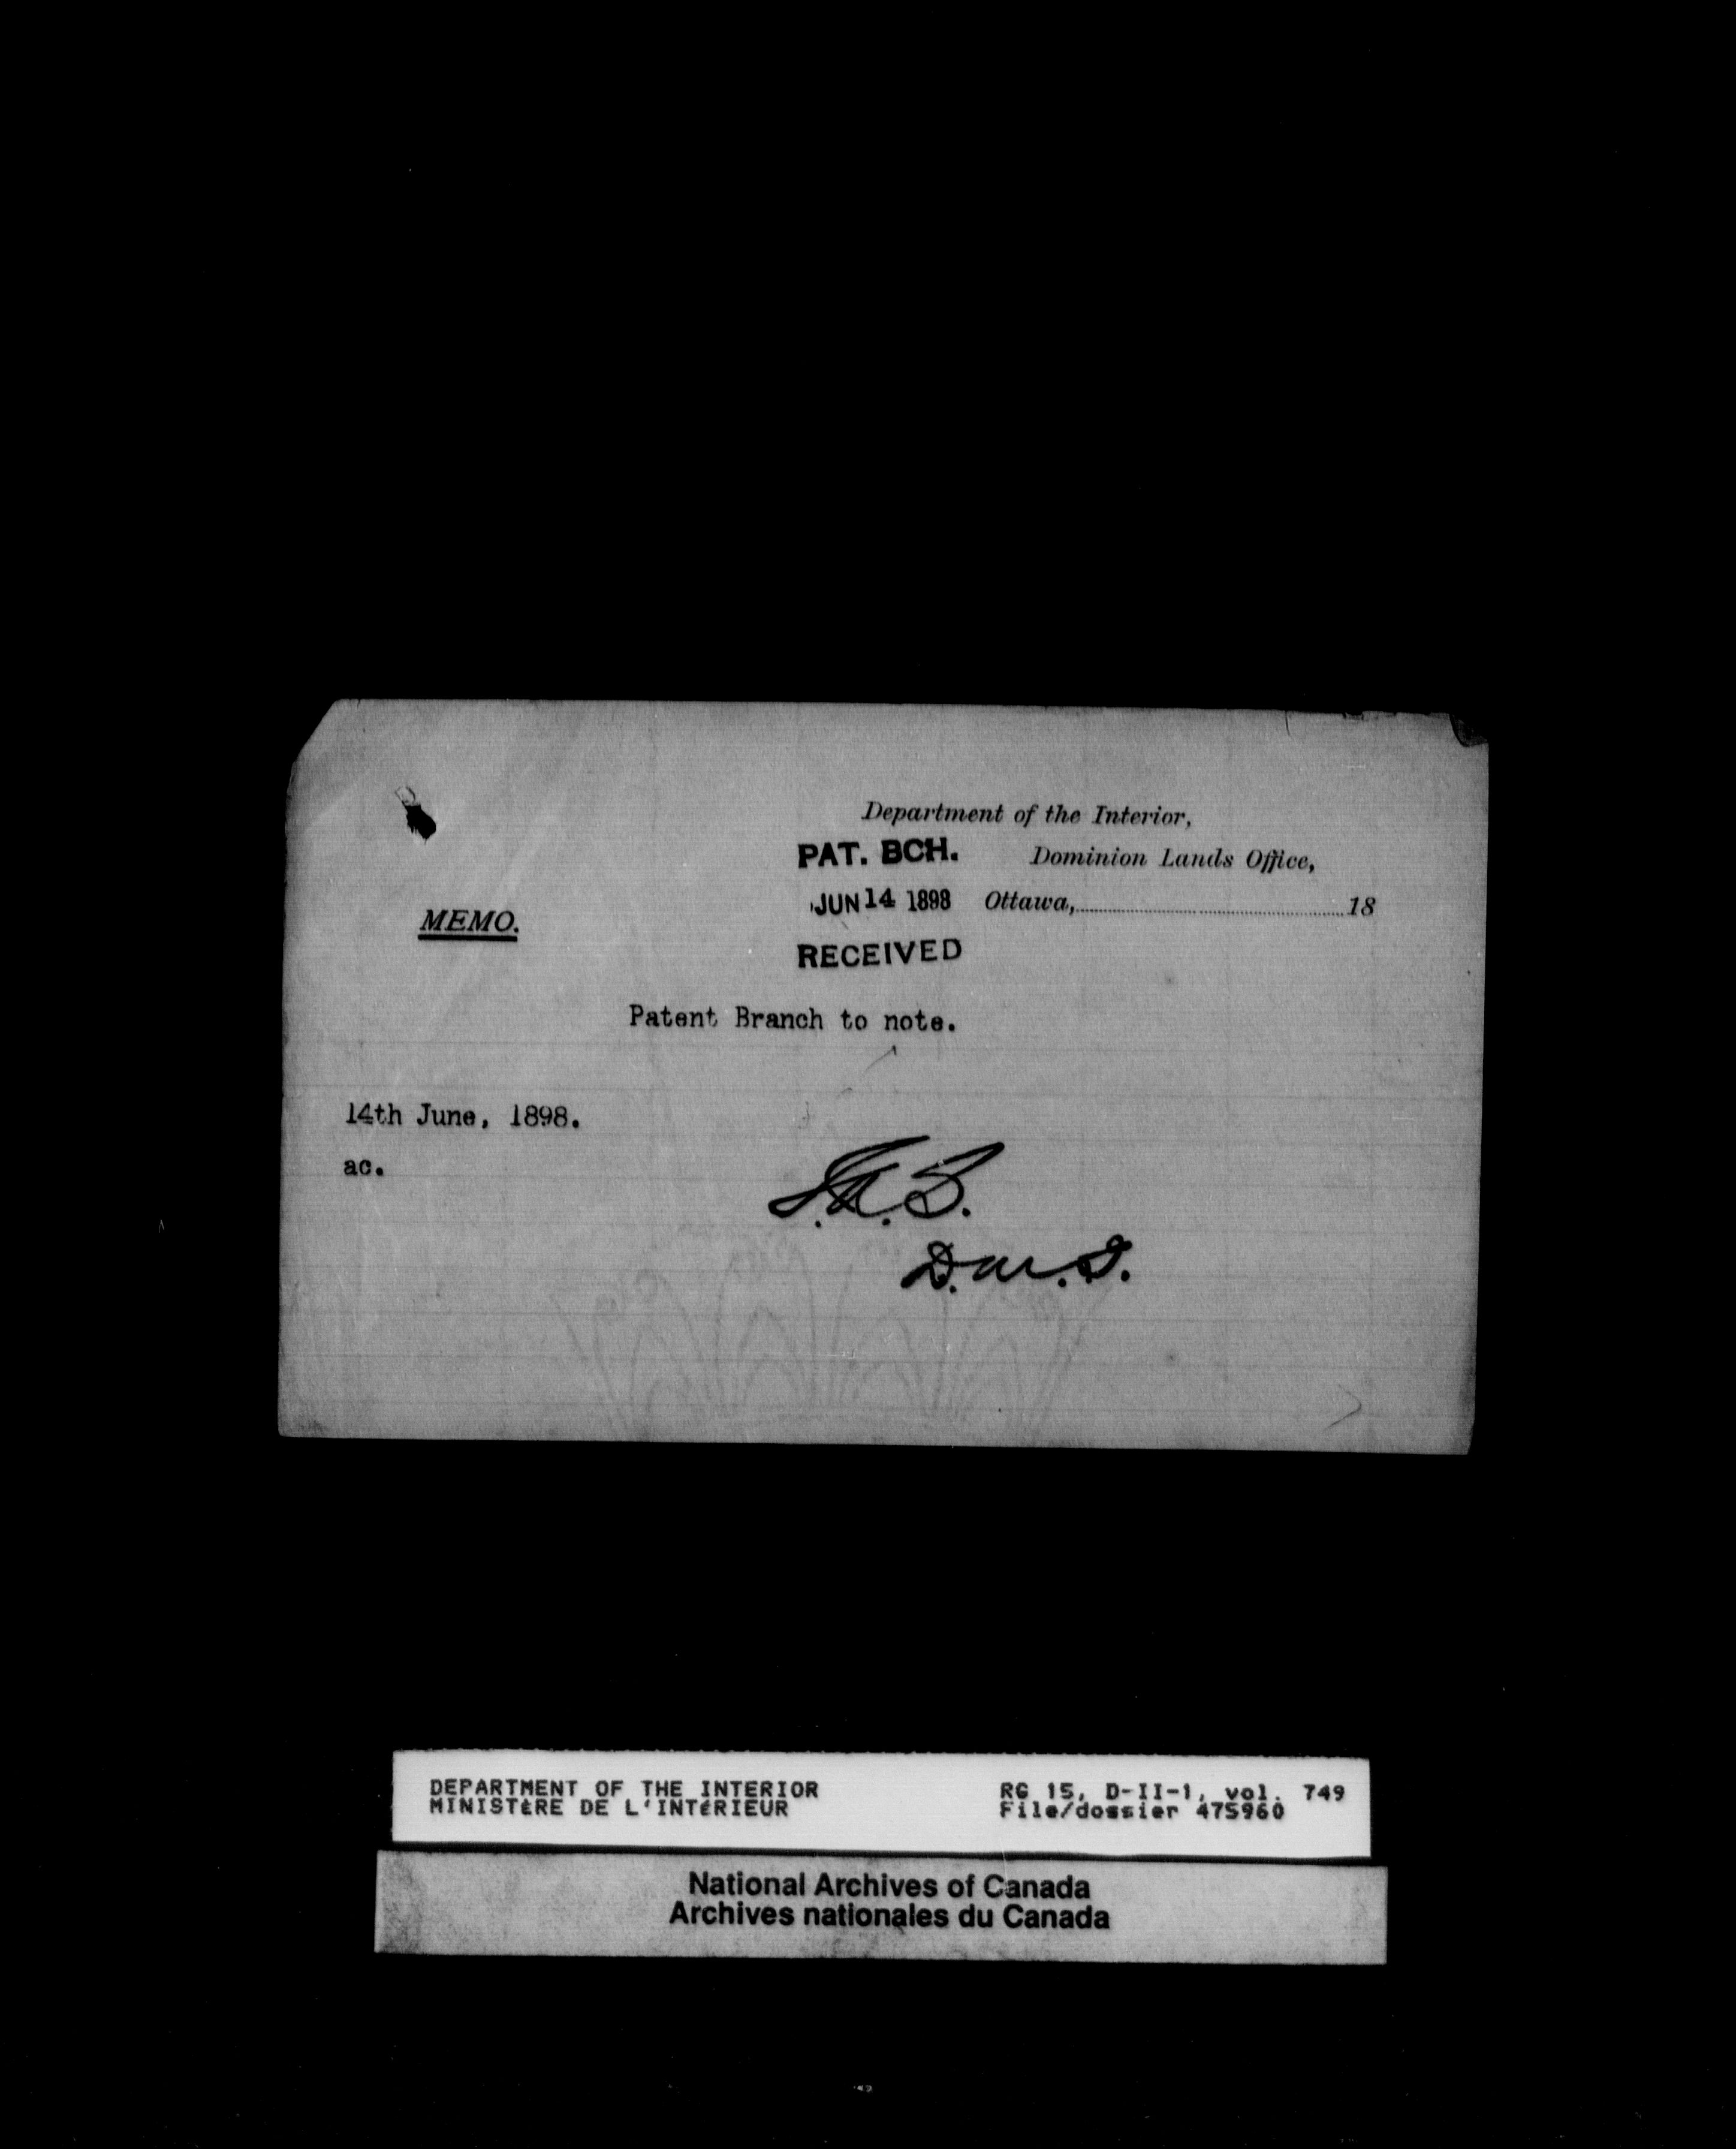 Department of the Interior,
PAT. BCH. Dominion Lands Office,
JUN 14 1898 Ottawa, 18
MEMO.
RECEIVED
Patent Branch to note.
14th June, 1898.
ac.
D.M.I.
DEPARTMENT OF THE INTERIOR
MINISTÈRE DE L'INTÉRIEUR
RG 15, D-II-1, vol. 749
File/dossier 475960
National Archives of Canada
Archives nationales du Canada